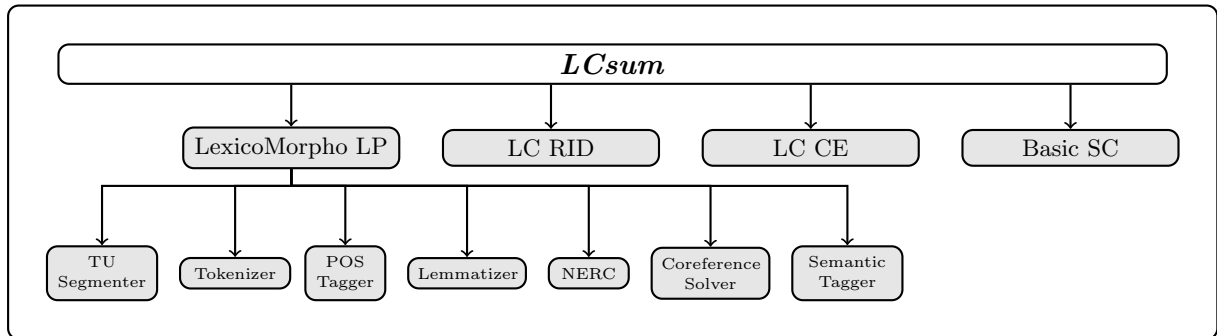 LCsum
LexicoMorpho LP
LC RID
LC CE
Basic SC
TU
Segmenter
Tokenizer
POS
Tagger
Lemmatizer
NERC
Coreference
Solver
Semantic
Tagger